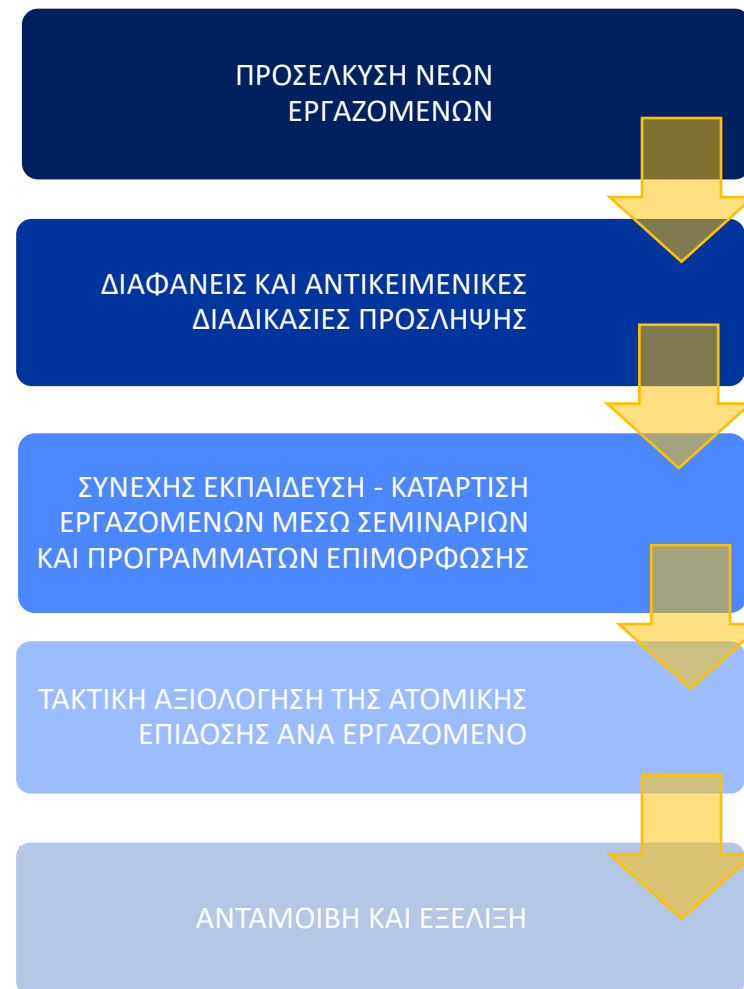 ΠΡΟΣΕΛΚΥΣΗ ΝΕΩΝ
ΕΡΓΑΖΟΜΕΝΩΝ
ΔΙΑΦΑΝΕΙΣ ΚΑΙ ΑΝΤΙΚΕΙΜΕΝΙΚΕΣ
ΔΙΑΔΙΚΑΣΙΕΣ ΠΡΟΣΛΗΨΗΣ
ΣΥΝΕΧΗΣ ΕΚΠΑΙΔΕΥΣΗ - ΚΑΤΑΡΤΙΣΗ
ΕΡΓΑΖΟΜΕΝΩΝ ΜΕΣΩ ΣΕΜΙΝΑΡΙΩΝ
ΚΑΙ ΠΡΟΓΡΑΜΜΑΤΩΝ ΕΠΙΜΟΡΦΩΣΗΣ
ΤΑΚΤΙΚΗ ΑΞΙΟΛΟΓΗΣΗ ΤΗΣ ΑΤΟΜΙΚΗΣ
ΕΠΙΔΟΣΗΣ ΑΝΑ ΕΡΓΑΖΟΜΕΝΟ
ΑΝΤΑΜΟΙΒΗ ΚΑΙ ΕΞΕΛΙΞΗ